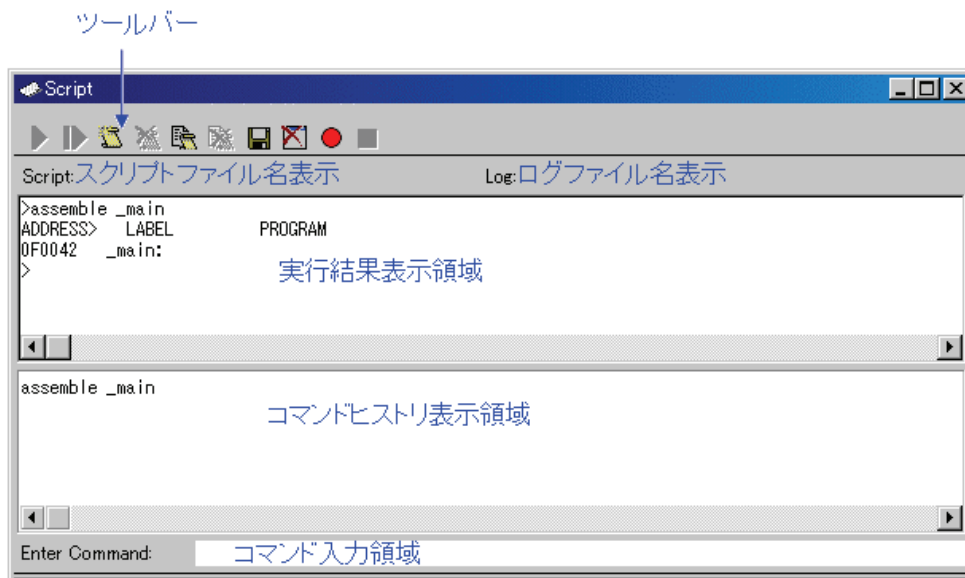 ツールバー
Script
Script:スクリプトファイル名表示 Log:ログファイル名表示
>assemble _main
ADDRESS> LABEL PROGRAM
0F0042 _main:
>
実行結果表示領域
assemble _main
コマンドヒストリ表示領域
Enter Command: コマンド入力領域